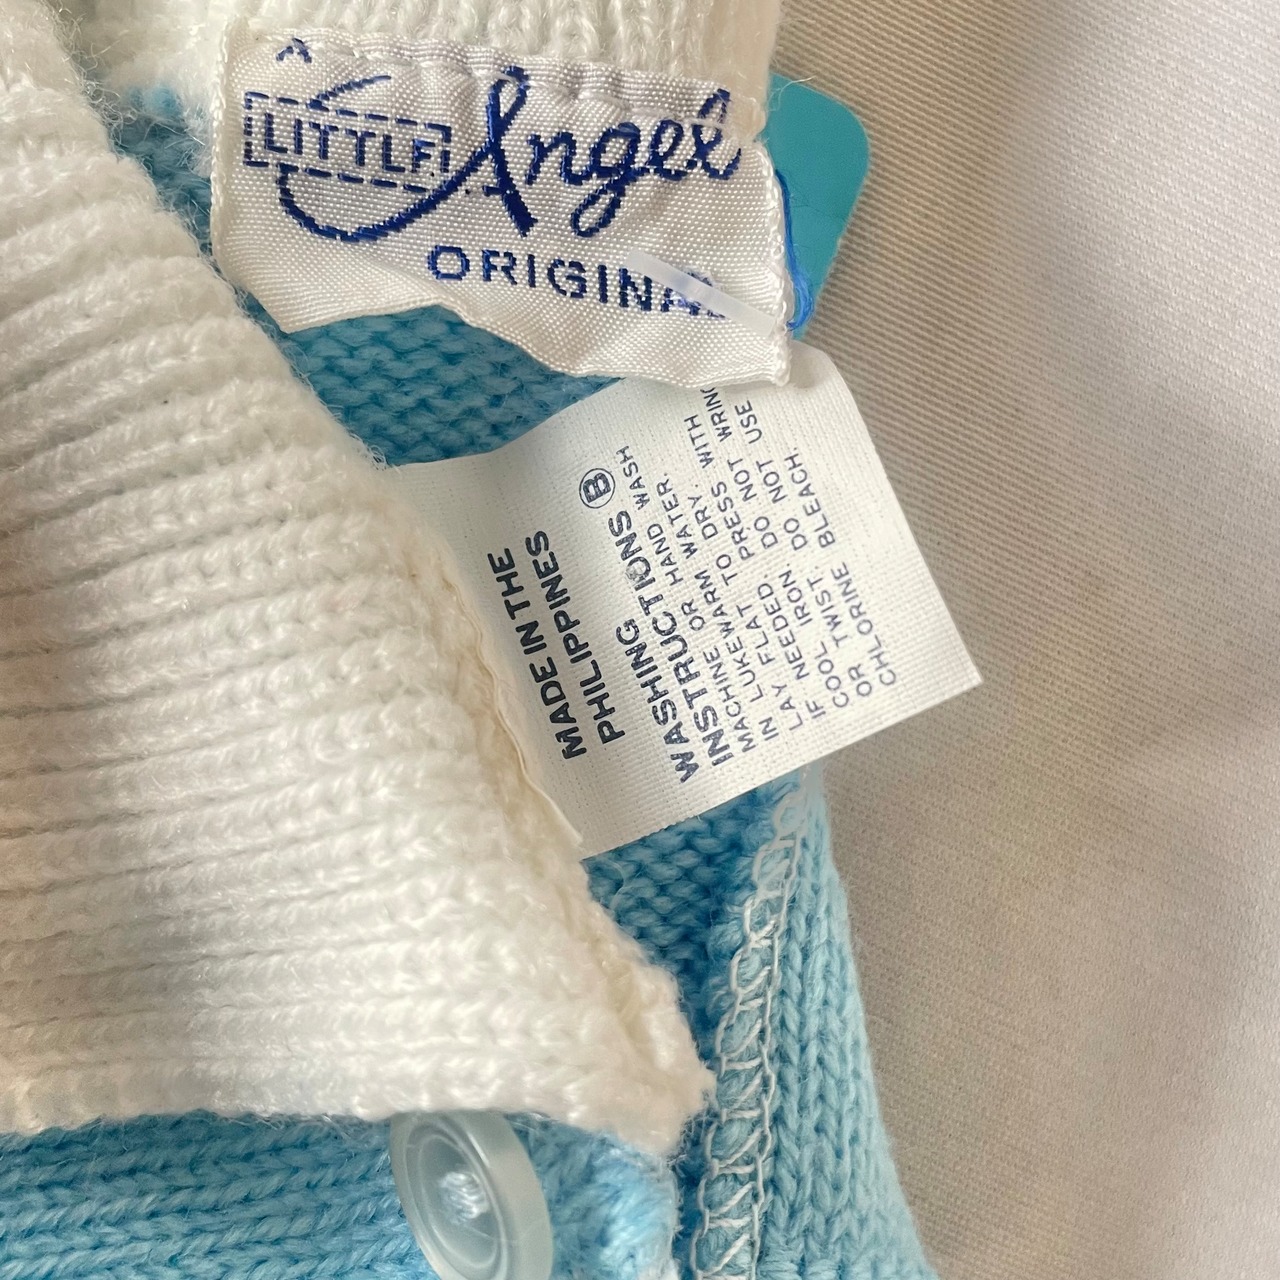 A
LITTLE Angel
ORIGINAL
MADE IN THE
PHILIPPINES
WASHING
INSTRUCTIONS B
MACHINE OR HAND WASH
IN LUKEWARM WATER.
LAY FLAT TO DRY. WITH
IF NEEDED PRESS
COOL IRON. DO NOT WRING
OR TWIST. DO NOT USE
CHLORINE BLEACH.